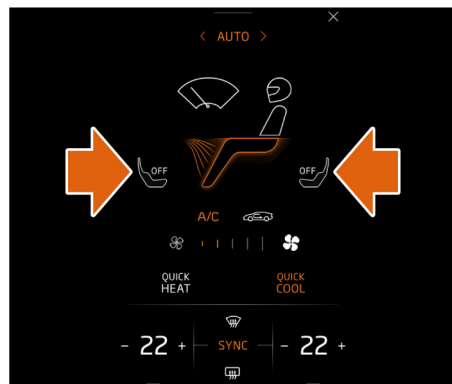 < AUTO >
OFF
OFF
A/C
QUICK HEAT
QUICK COOL
- 22 +
SYNC
- 22 +